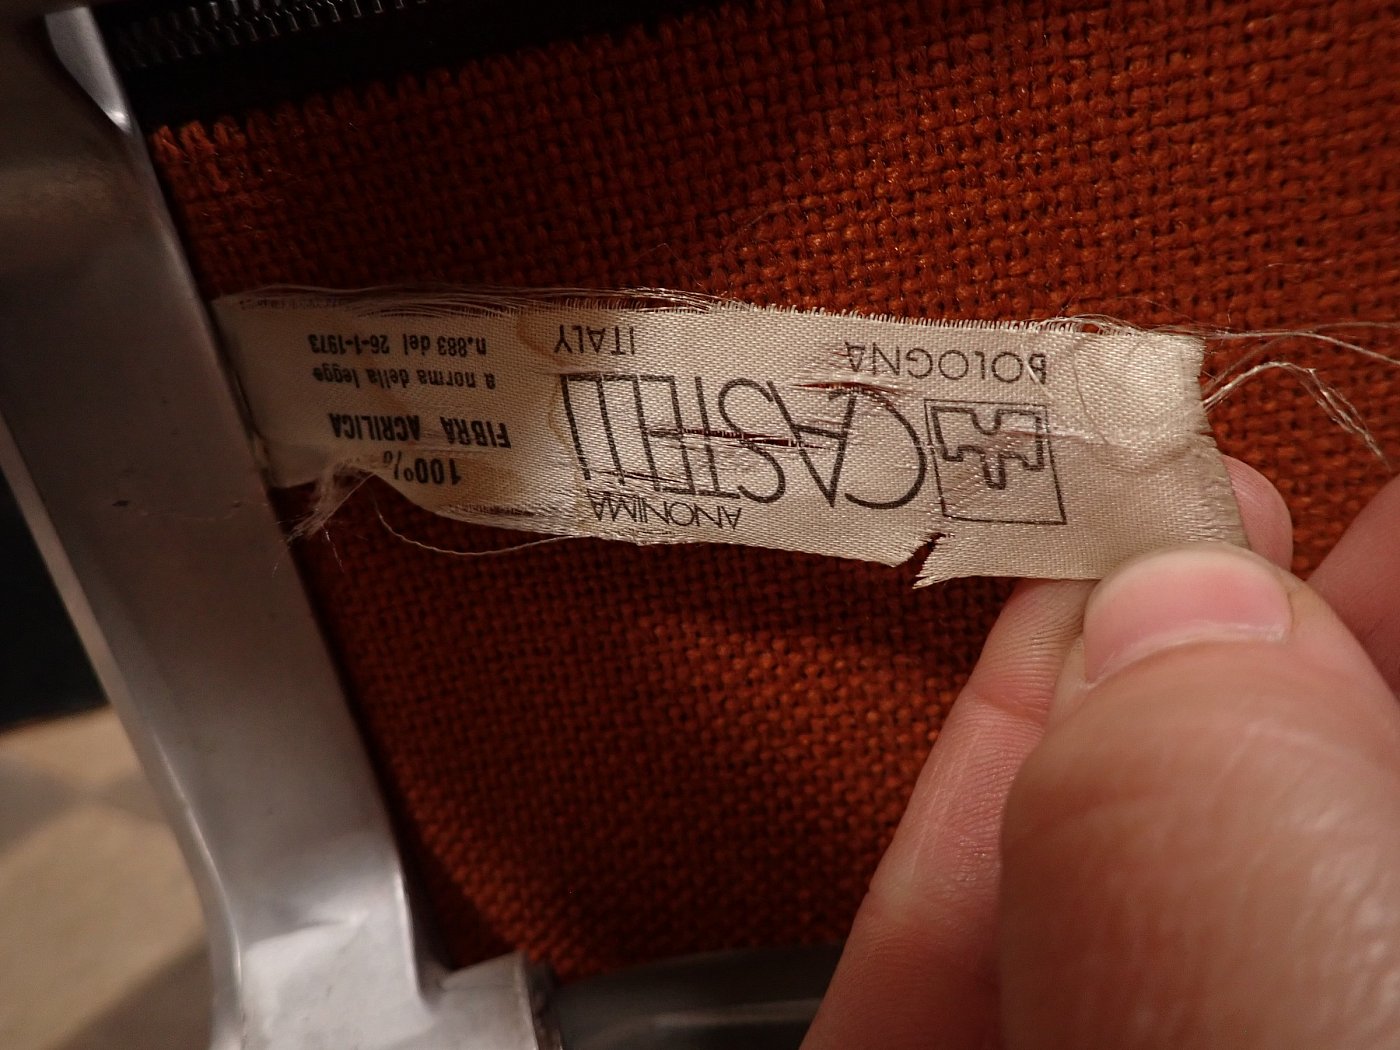 ANONIMA
CASTELLI
BOLOGNA ITALY
100%
FIBRA ACRILICA
a norma della legge
n.883 del 26-1-1973